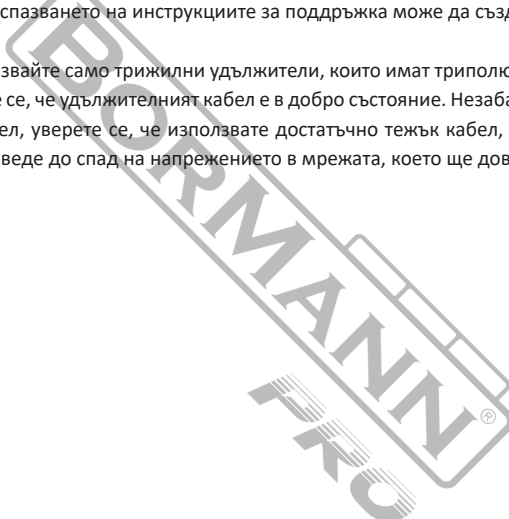 спазването на инструкциите за поддръжка може да създ
звайте само трижилни удължители, които имат триполю
е се, че удължителният кабел е в добро състояние. Незаба
ел, уверете се, че използвате достатъчно тежък кабел,
веде до спад на напрежението в мрежата, което ще дов
BORMANN®
PRO